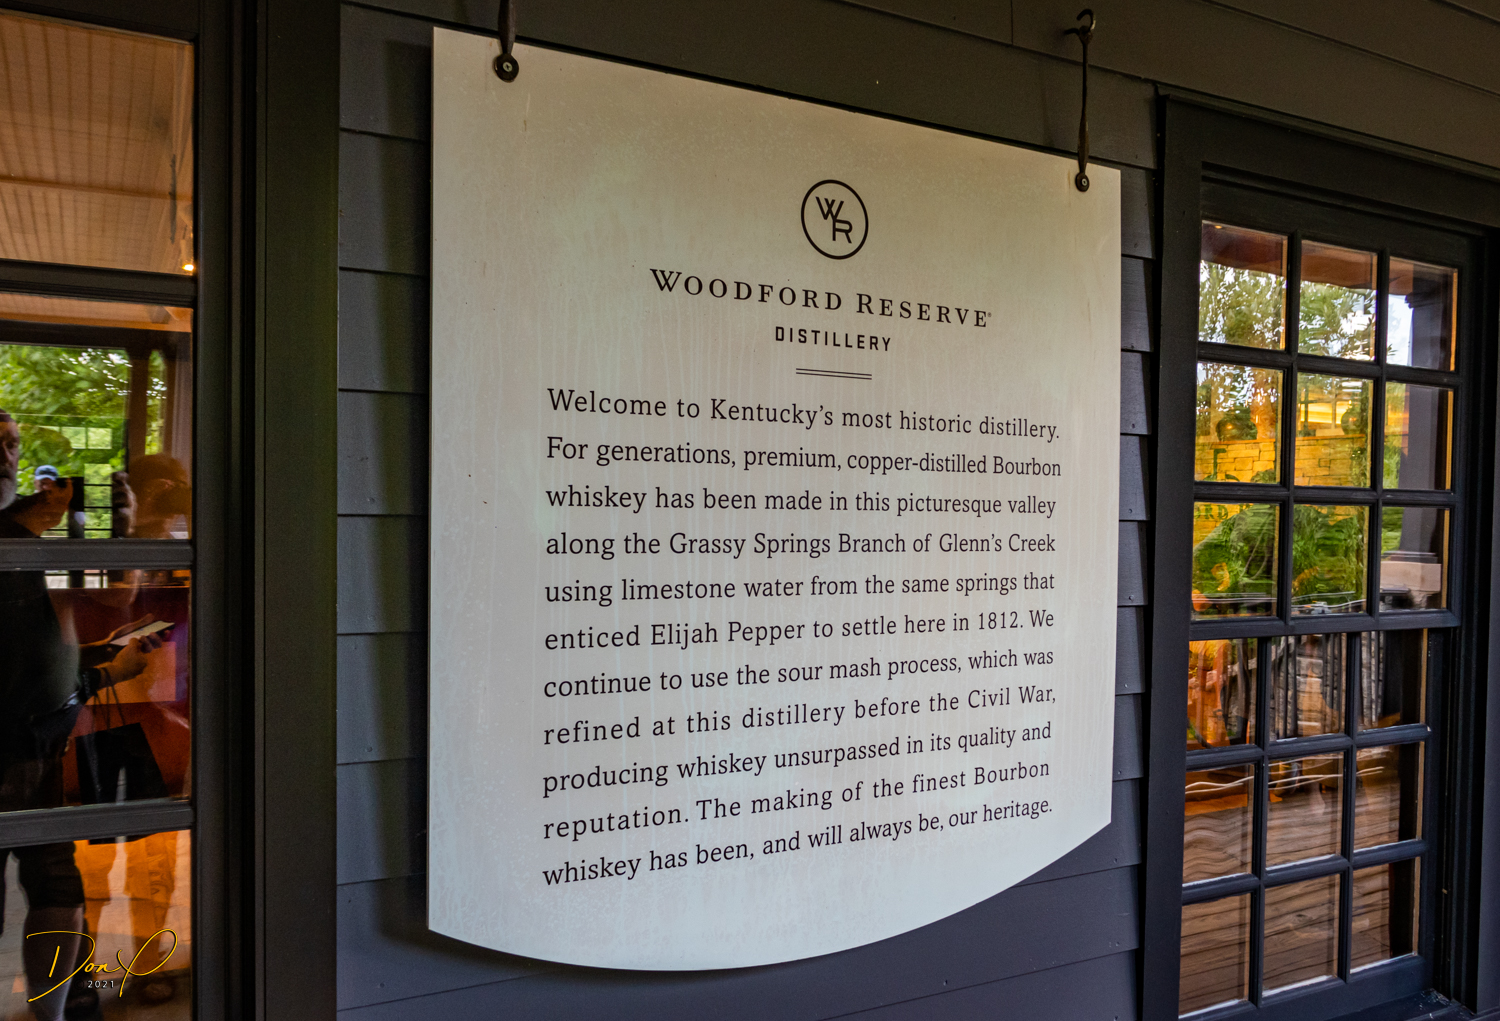 WR
WOODFORD RESERVE®
DISTILLERY
Welcome to Kentucky’s most historic distillery.
For generations, premium, copper-distilled Bourbon
whiskey has been made in this picturesque valley
along the Grassy Springs Branch of Glenn’s Creek
using limestone water from the same springs that
enticed Elijah Pepper to settle here in 1812. We
continue to use the sour mash process, which was
refined at this distillery before the Civil War,
producing whiskey unsurpassed in its quality and
reputation. The making of the finest Bourbon
whiskey has been, and will always be, our heritage.
Don P
2021